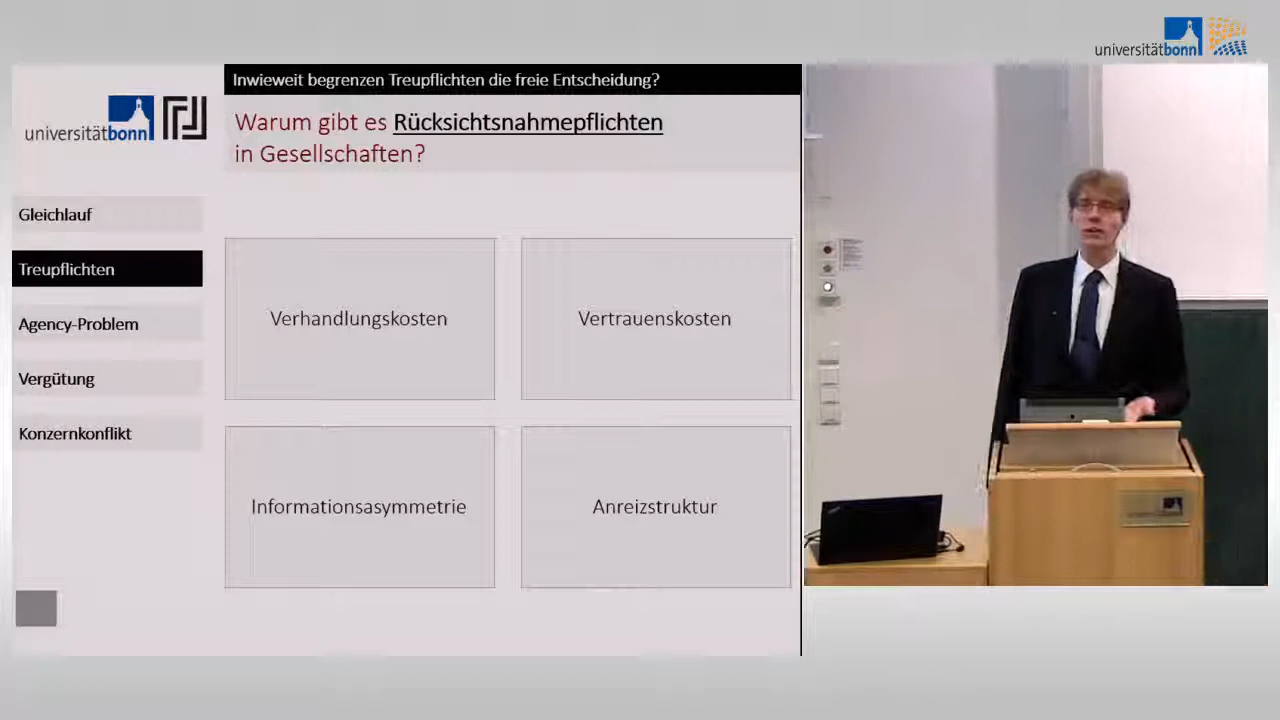 universitätbonn
Inwieweit begrenzen Treupflichten die freie Entscheidung?
universitätbonn
Warum gibt es Rücksichtsnahmepflichten
in Gesellschaften?
Gleichlauf
Treupflichten
Agency-Problem
Vergütung
Konzernkonflikt
Verhandlungskosten
Vertrauenskosten
Informationsasymmetrie
Anreizstruktur